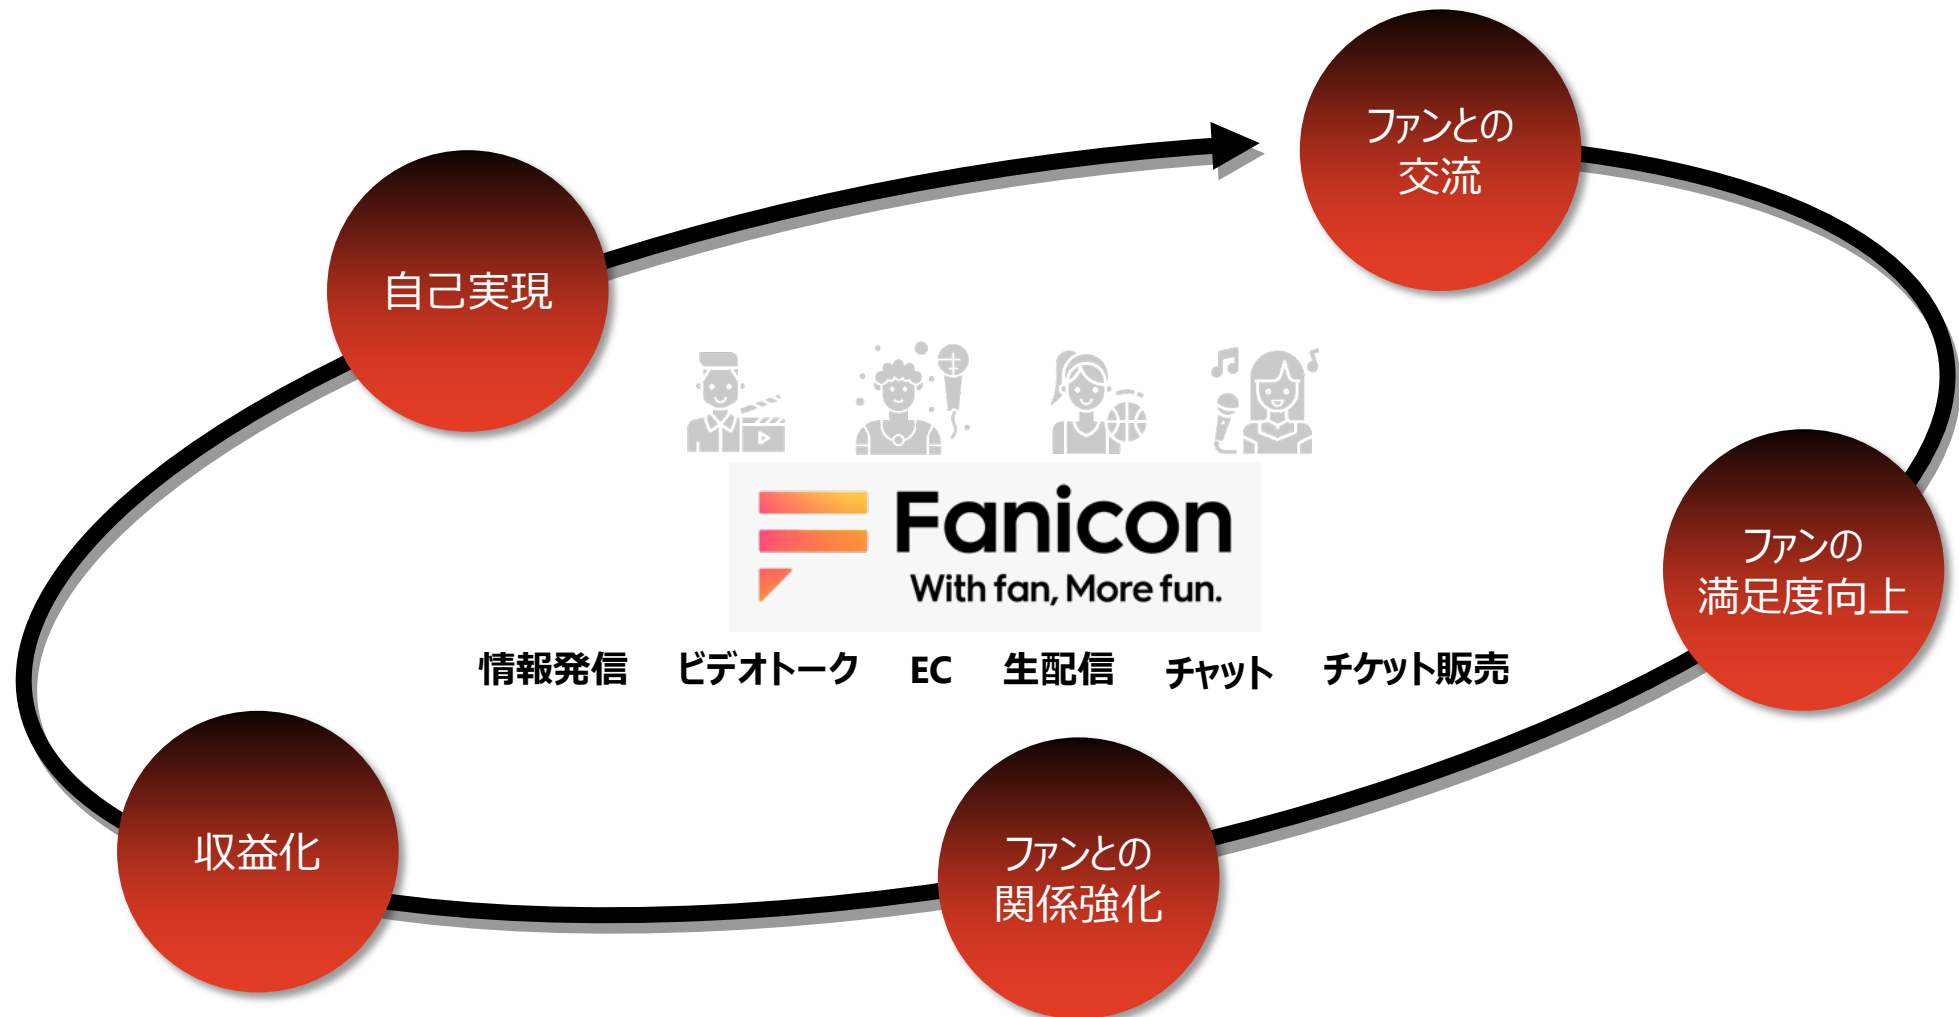 ファンとの
交流
自己実現
Fanicon
With fan, More fun.
ファンの
満足度向上
情報発信 ビデオトーク EC 生配信 チャット チケット販売
収益化
ファンとの
関係強化